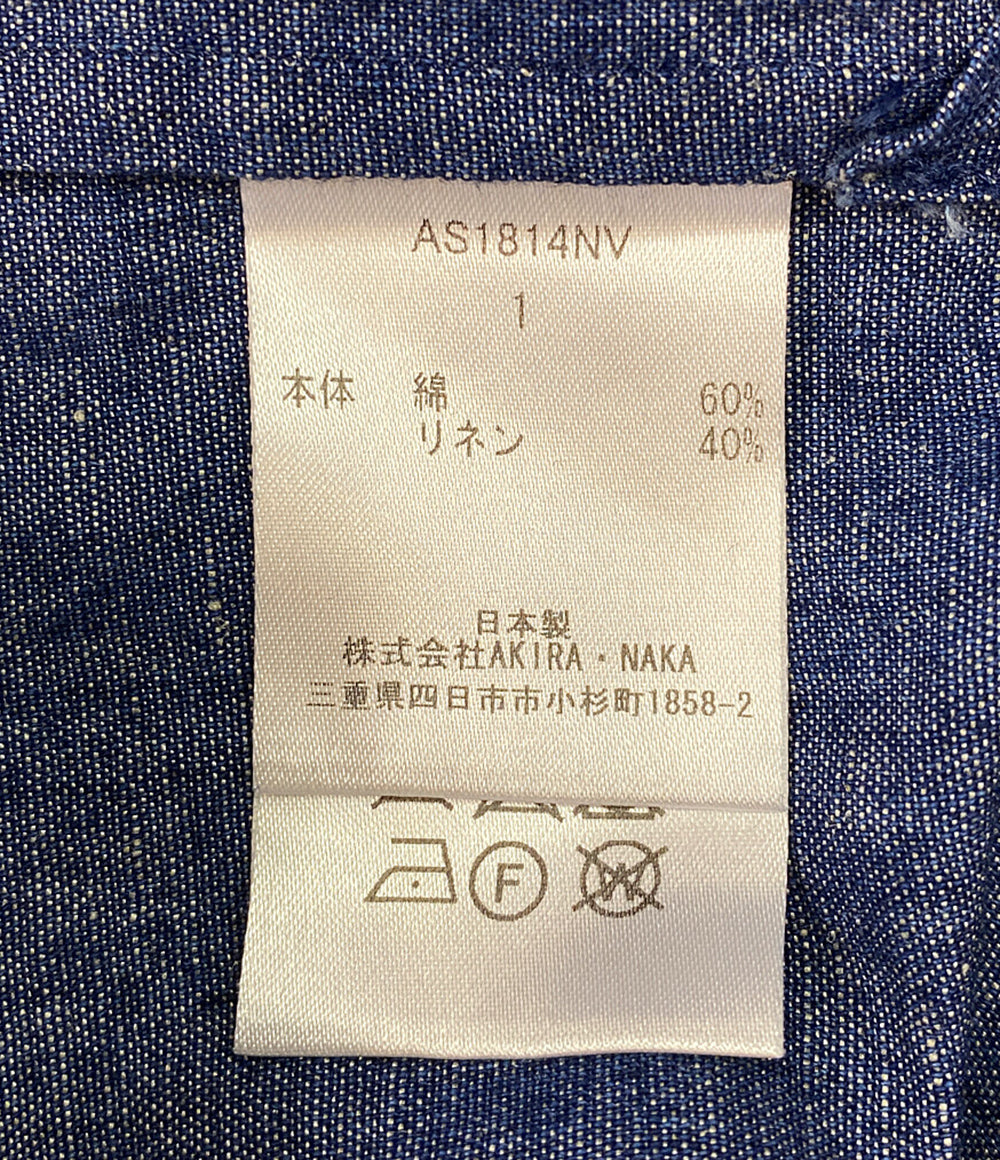 AS1814NV
1
本体 綿 60%
リネン 40%
日本製
株式会社AKIRA・NAKA
三重県四日市市小杉町1858-2
F W